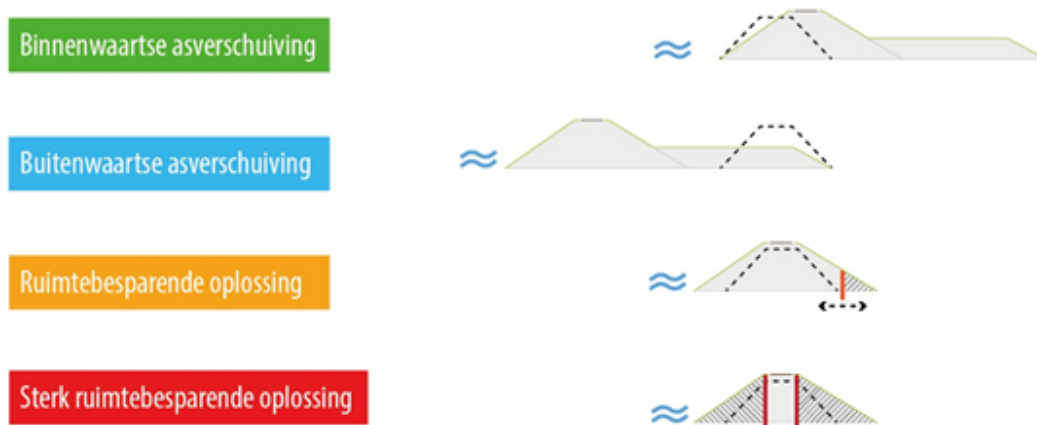 Binnenwaartse asverschuiving
Buitenwaartse asverschuiving
Ruimtebesparende oplossing
Sterk ruimtebesparende oplossing